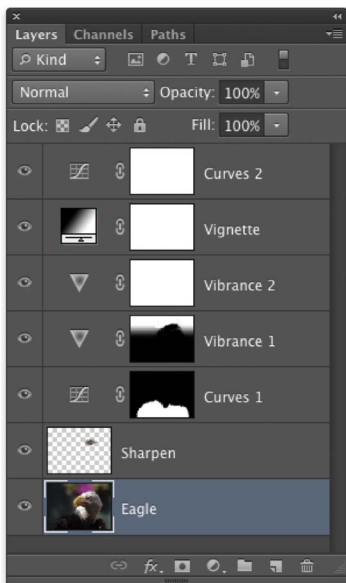 Layers Channels Paths
Kind
Normal Opacity: 100%
Lock: Fill: 100%
Curves 2
Vignette
Vibrance 2
Vibrance 1
Curves 1
Sharpen
Eagle
fx.